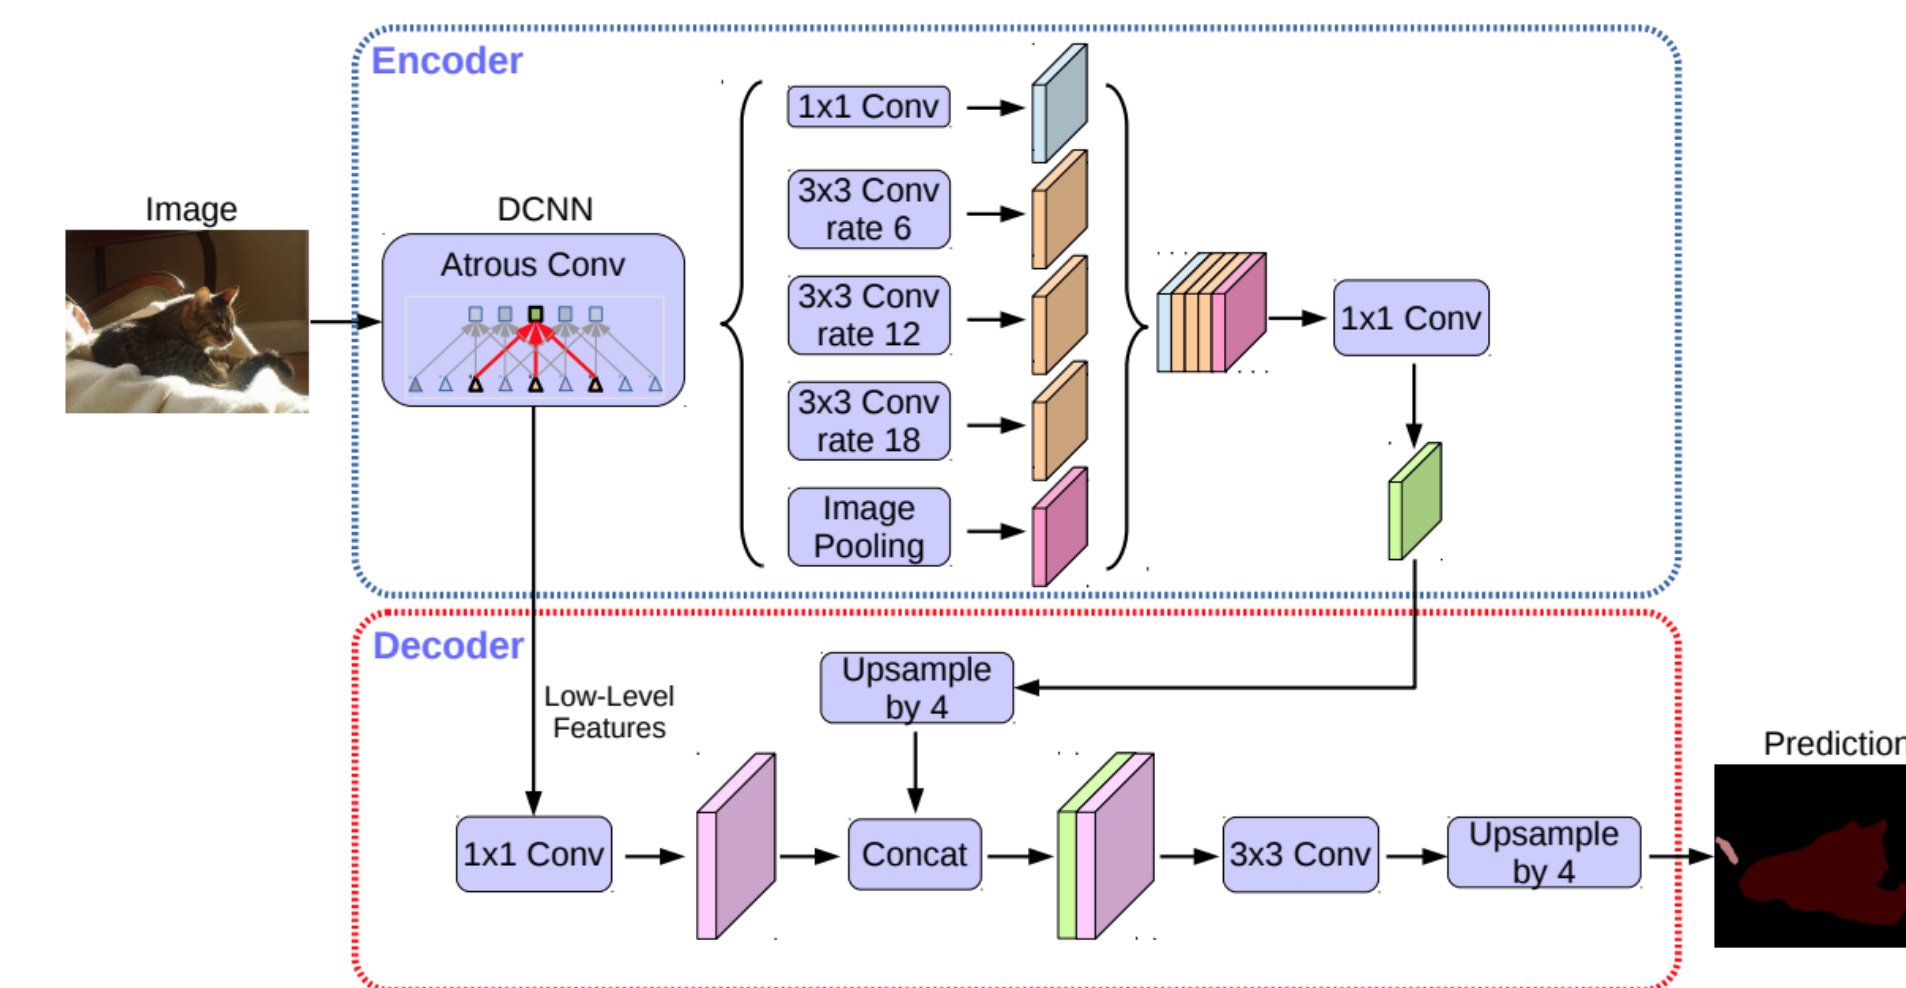 Encoder
Image
DCNN
Atrous Conv
1x1 Conv
3x3 Conv
rate 6
3x3 Conv
rate 12
3x3 Conv
rate 18
Image
Pooling
1x1 Conv
Decoder
Low-Level
Features
Upsample
by 4
1x1 Conv
Concat
3x3 Conv
Upsample
by 4
Prediction